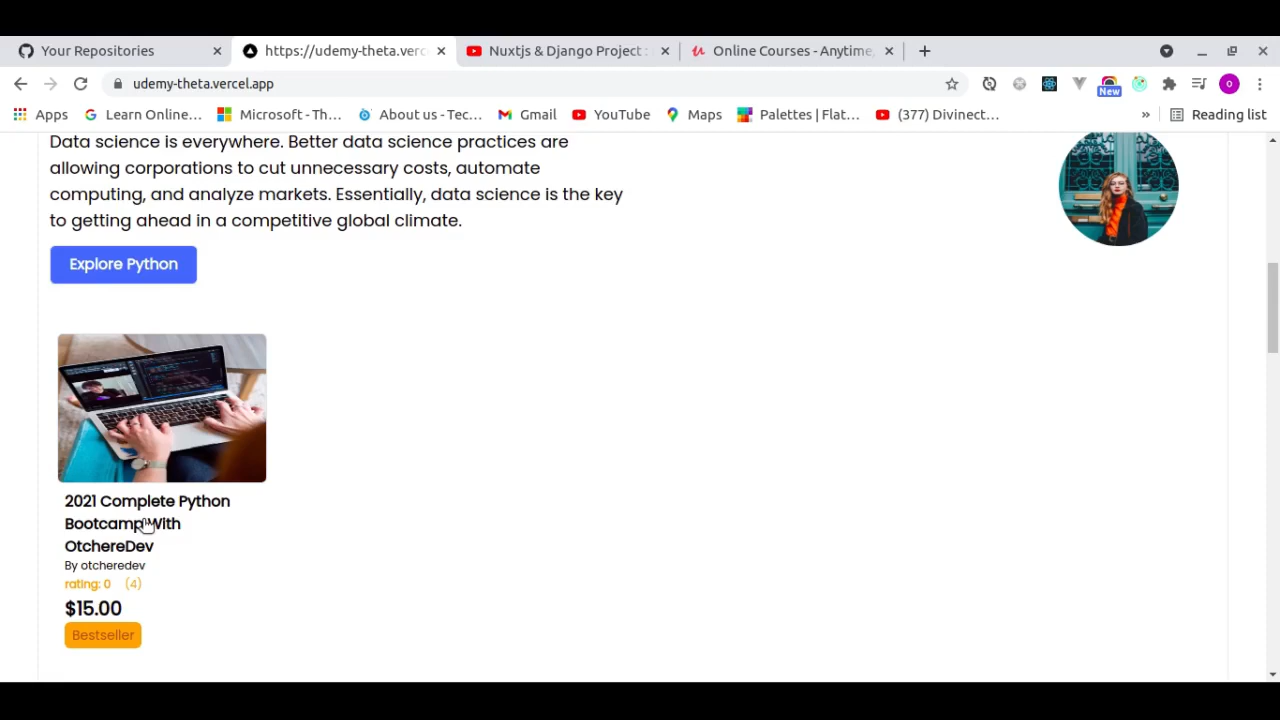 Your Repositories
https://udemy-theta.verc
Nuxtjs & Django Project :
Online Courses - Anytime,
udemy-theta.vercel.app
New
o
Apps
Learn Online...
Microsoft - Th...
About us - Tec...
Gmail
YouTube
Maps
Palettes | Flat...
(377) Divinect...
»
Reading list
Data science is everywhere. Better data science practices are
allowing corporations to cut unnecessary costs, automate
computing, and analyze markets. Essentially, data science is the key
to getting ahead in a competitive global climate.
Explore Python
2021 Complete Python
Bootcamp With
OtchereDev
By otcheredev
rating: 0 (4)
$15.00
Bestseller